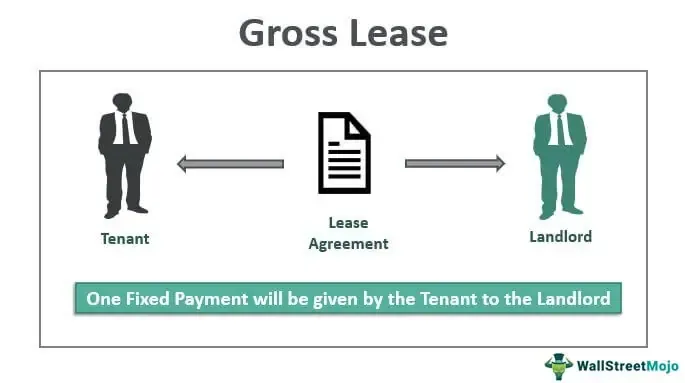 Gross Lease
Tenant
Lease
Agreement
Landlord
One Fixed Payment will be given by the Tenant to the Landlord
WallStreetMojo